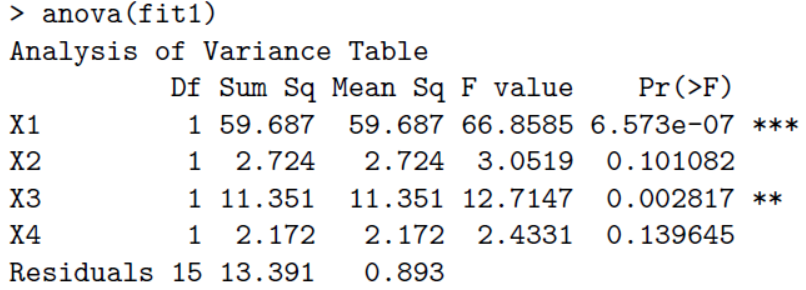 > anova(fit1)
Analysis of Variance Table
Df Sum Sq Mean Sq F value Pr(>F)
X1 1 59.687 59.687 66.8585 6.573e-07 ***
X2 1 2.724 2.724 3.0519 0.101082
X3 1 11.351 11.351 12.7147 0.002817 **
X4 1 2.172 2.172 2.4331 0.139645
Residuals 15 13.391 0.893